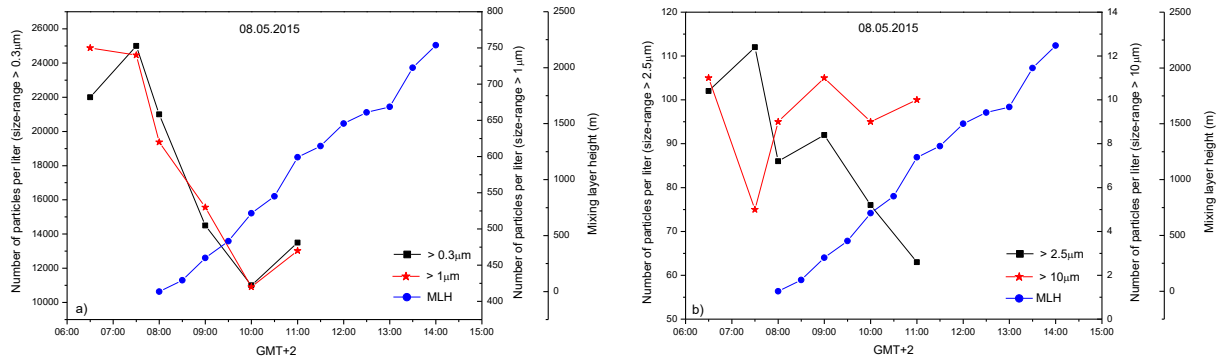 08.05.2015
Number of particles per liter (size-range > 0.3µm)
26000
24000
22000
20000
18000
16000
14000
12000
10000
800
750
700
650
600
550
500
450
400
Number of particles per liter (size-range > 1µm)
2500
2000
1500
1000
500
0
Mixing layer height (m)
> 0.3µm
> 1µm
MLH
a)
06:00 07:00 08:00 09:00 10:00 11:00 12:00 13:00 14:00 15:00
GMT+2
08.05.2015
Number of particles per liter (size-range > 2.5µm)
120
110
100
90
80
70
60
50
14
12
10
8
6
4
2
0
Number of particles per liter (size-range > 10µm)
2500
2000
1500
1000
500
0
Mixing layer height (m)
> 2.5µm
> 10µm
MLH
b)
06:00 07:00 08:00 09:00 10:00 11:00 12:00 13:00 14:00 15:00
GMT+2